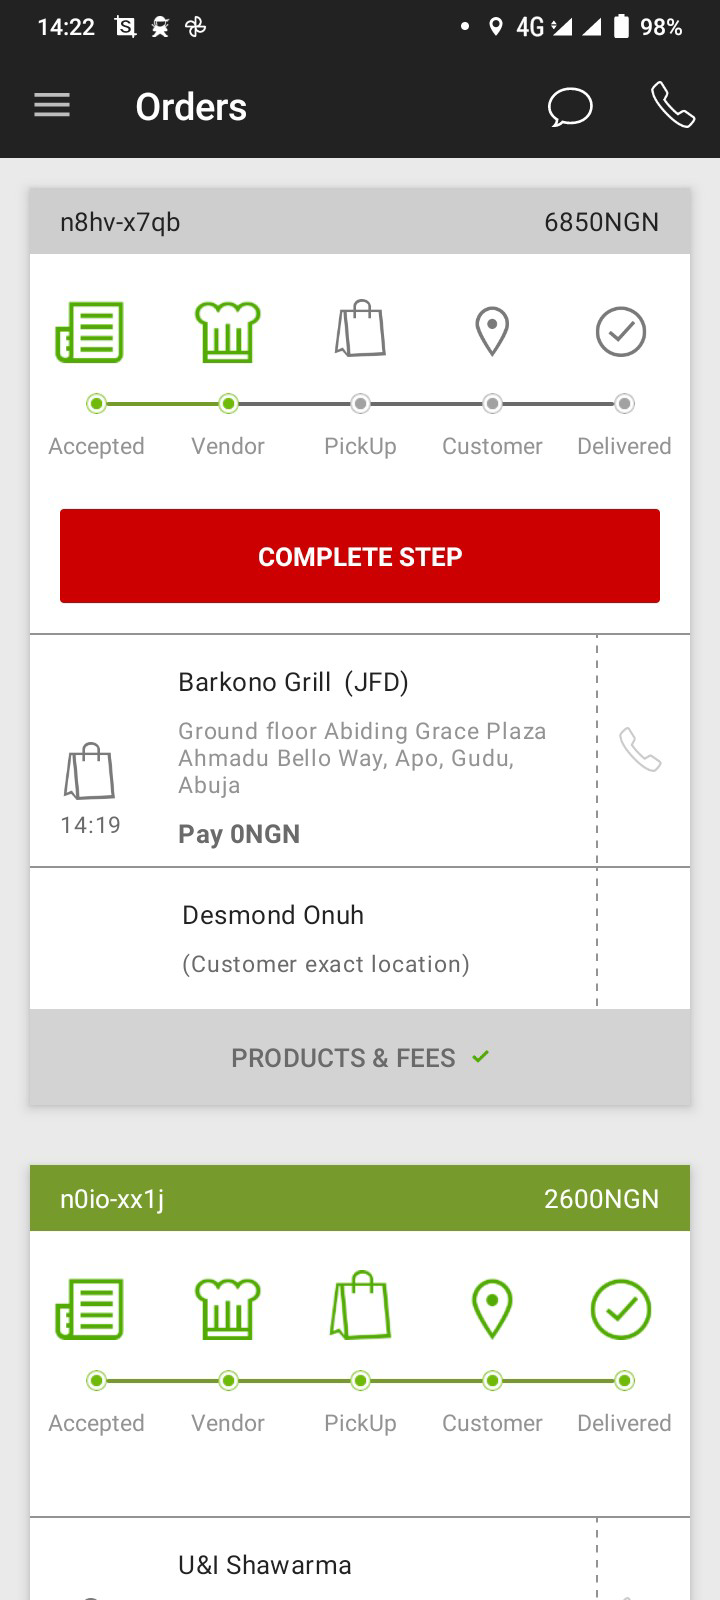 14:22 4G 98%
Orders
n8hv-x7qb 6850NGN
Accepted Vendor PickUp Customer Delivered
COMPLETE STEP
Barkono Grill (JFD)
Ground floor Abiding Grace Plaza
Ahmadu Bello Way, Apo, Gudu,
Abuja
14:19
Pay 0NGN
Desmond Onuh
(Customer exact location)
PRODUCTS & FEES
n0io-xx1j 2600NGN
Accepted Vendor PickUp Customer Delivered
U&I Shawarma